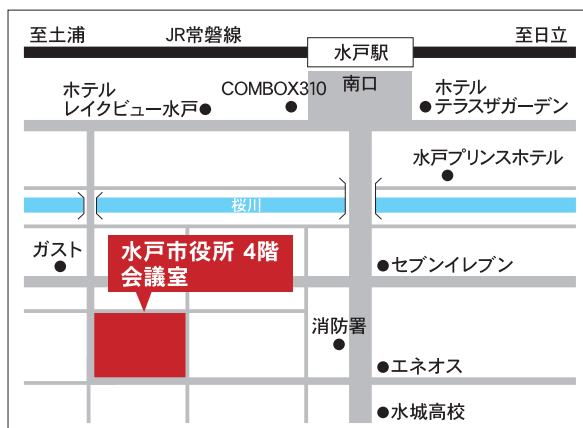 至土浦
JR常磐線
水戸駅
至日立
南口
ホテル
レイクビュー水戸
COMBOX310
ホテル
テラスザガーデン
水戸プリンスホテル
桜川
ガスト
水戸市役所 4階
会議室
セブンイレブン
消防署
エネオス
水城高校